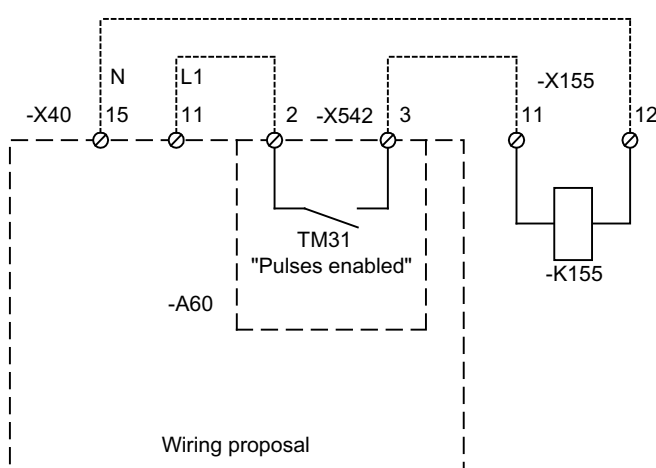 N L1 -X155
-X40 15 11 2 -X542 3 11 12
TM31
"Pulses enabled"
-K155
-A60
Wiring proposal